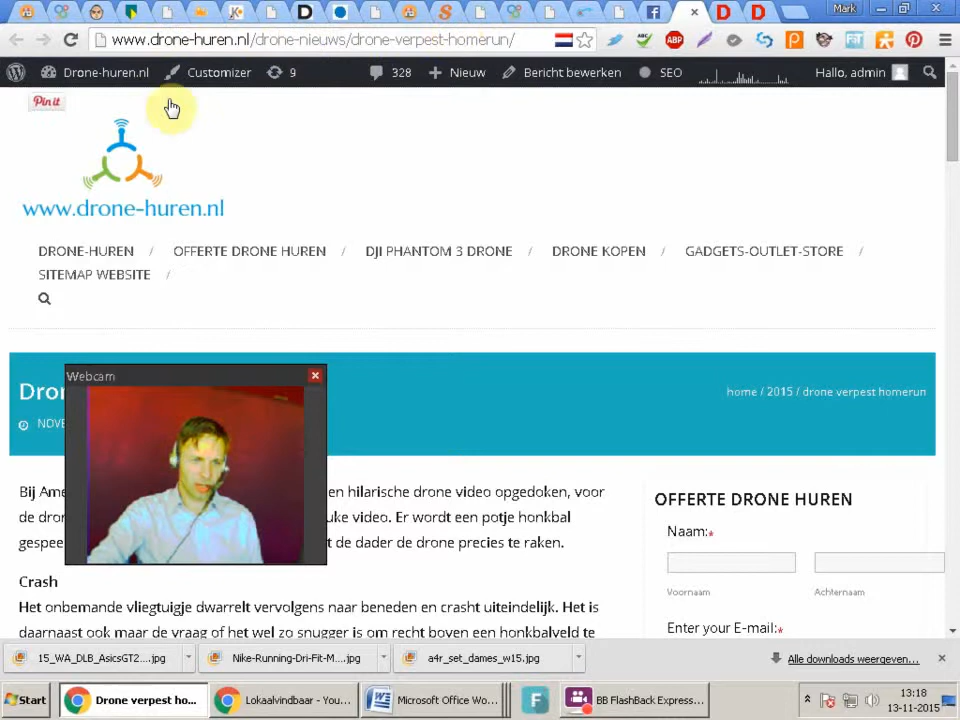 Mark
www.drone-huren.nl/drone-nieuws/drone-verpest-homerun/
Drone-huren.nl
Customizer
9
328
Nieuw
Bericht bewerken
SEO
Hallo, admin
Pin it
www.drone-huren.nl
DRONE-HUREN / OFFERTE DRONE HUREN / DJI PHANTOM 3 DRONE / DRONE KOPEN / GADGETS-OUTLET-STORE /
SITEMAP WEBSITE /
Webcam
home / 2015 / drone verpest homerun
en hilarische drone video opgedoken, voor
de dro
uke video. Er wordt een potje honkbal
gespee
t de dader de drone precies te raken.
Crash
Het onbemande vliegtuigje dwarrelt vervolgens naar beneden en crasht uiteindelijk. Het is
daarnaast ook maar de vraag of het wel zo snugger is om recht boven een honkbalveld te
OFFERTE DRONE HUREN
Naam:*
Voornaam
Achternaam
Enter your E-mail:*
15_WA_DLB_AsicsGT2....jpg
Nike-Running-Dri-Fit-M....jpg
a4r_set_dames_w15.jpg
Alle downloads weergeven...
Start
Drone verpest ho...
Lokaalvindbaar - You...
Microsoft Office Wo...
F
BB FlashBack Express...
13:18
13-11-2015